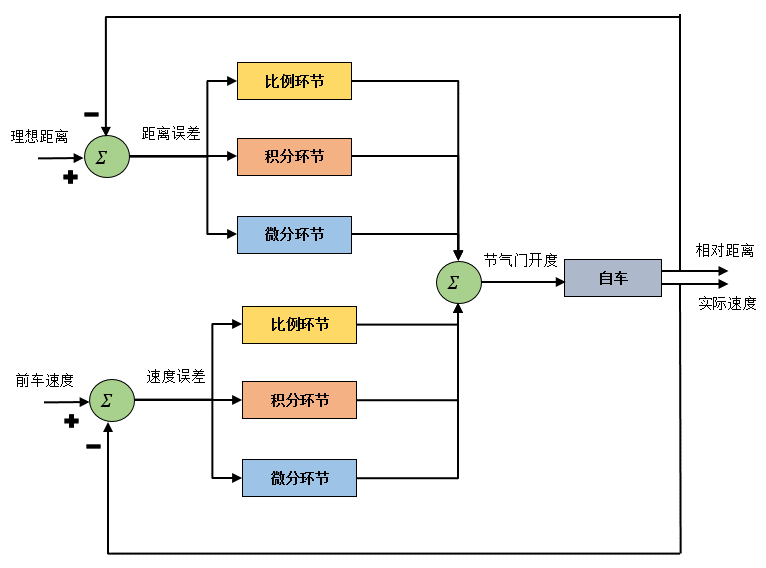 理想距离
Σ
距离误差
比例环节
积分环节
微分环节
Σ
节气门开度
自车
相对距离
实际速度
前车速度
Σ
速度误差
比例环节
积分环节
微分环节